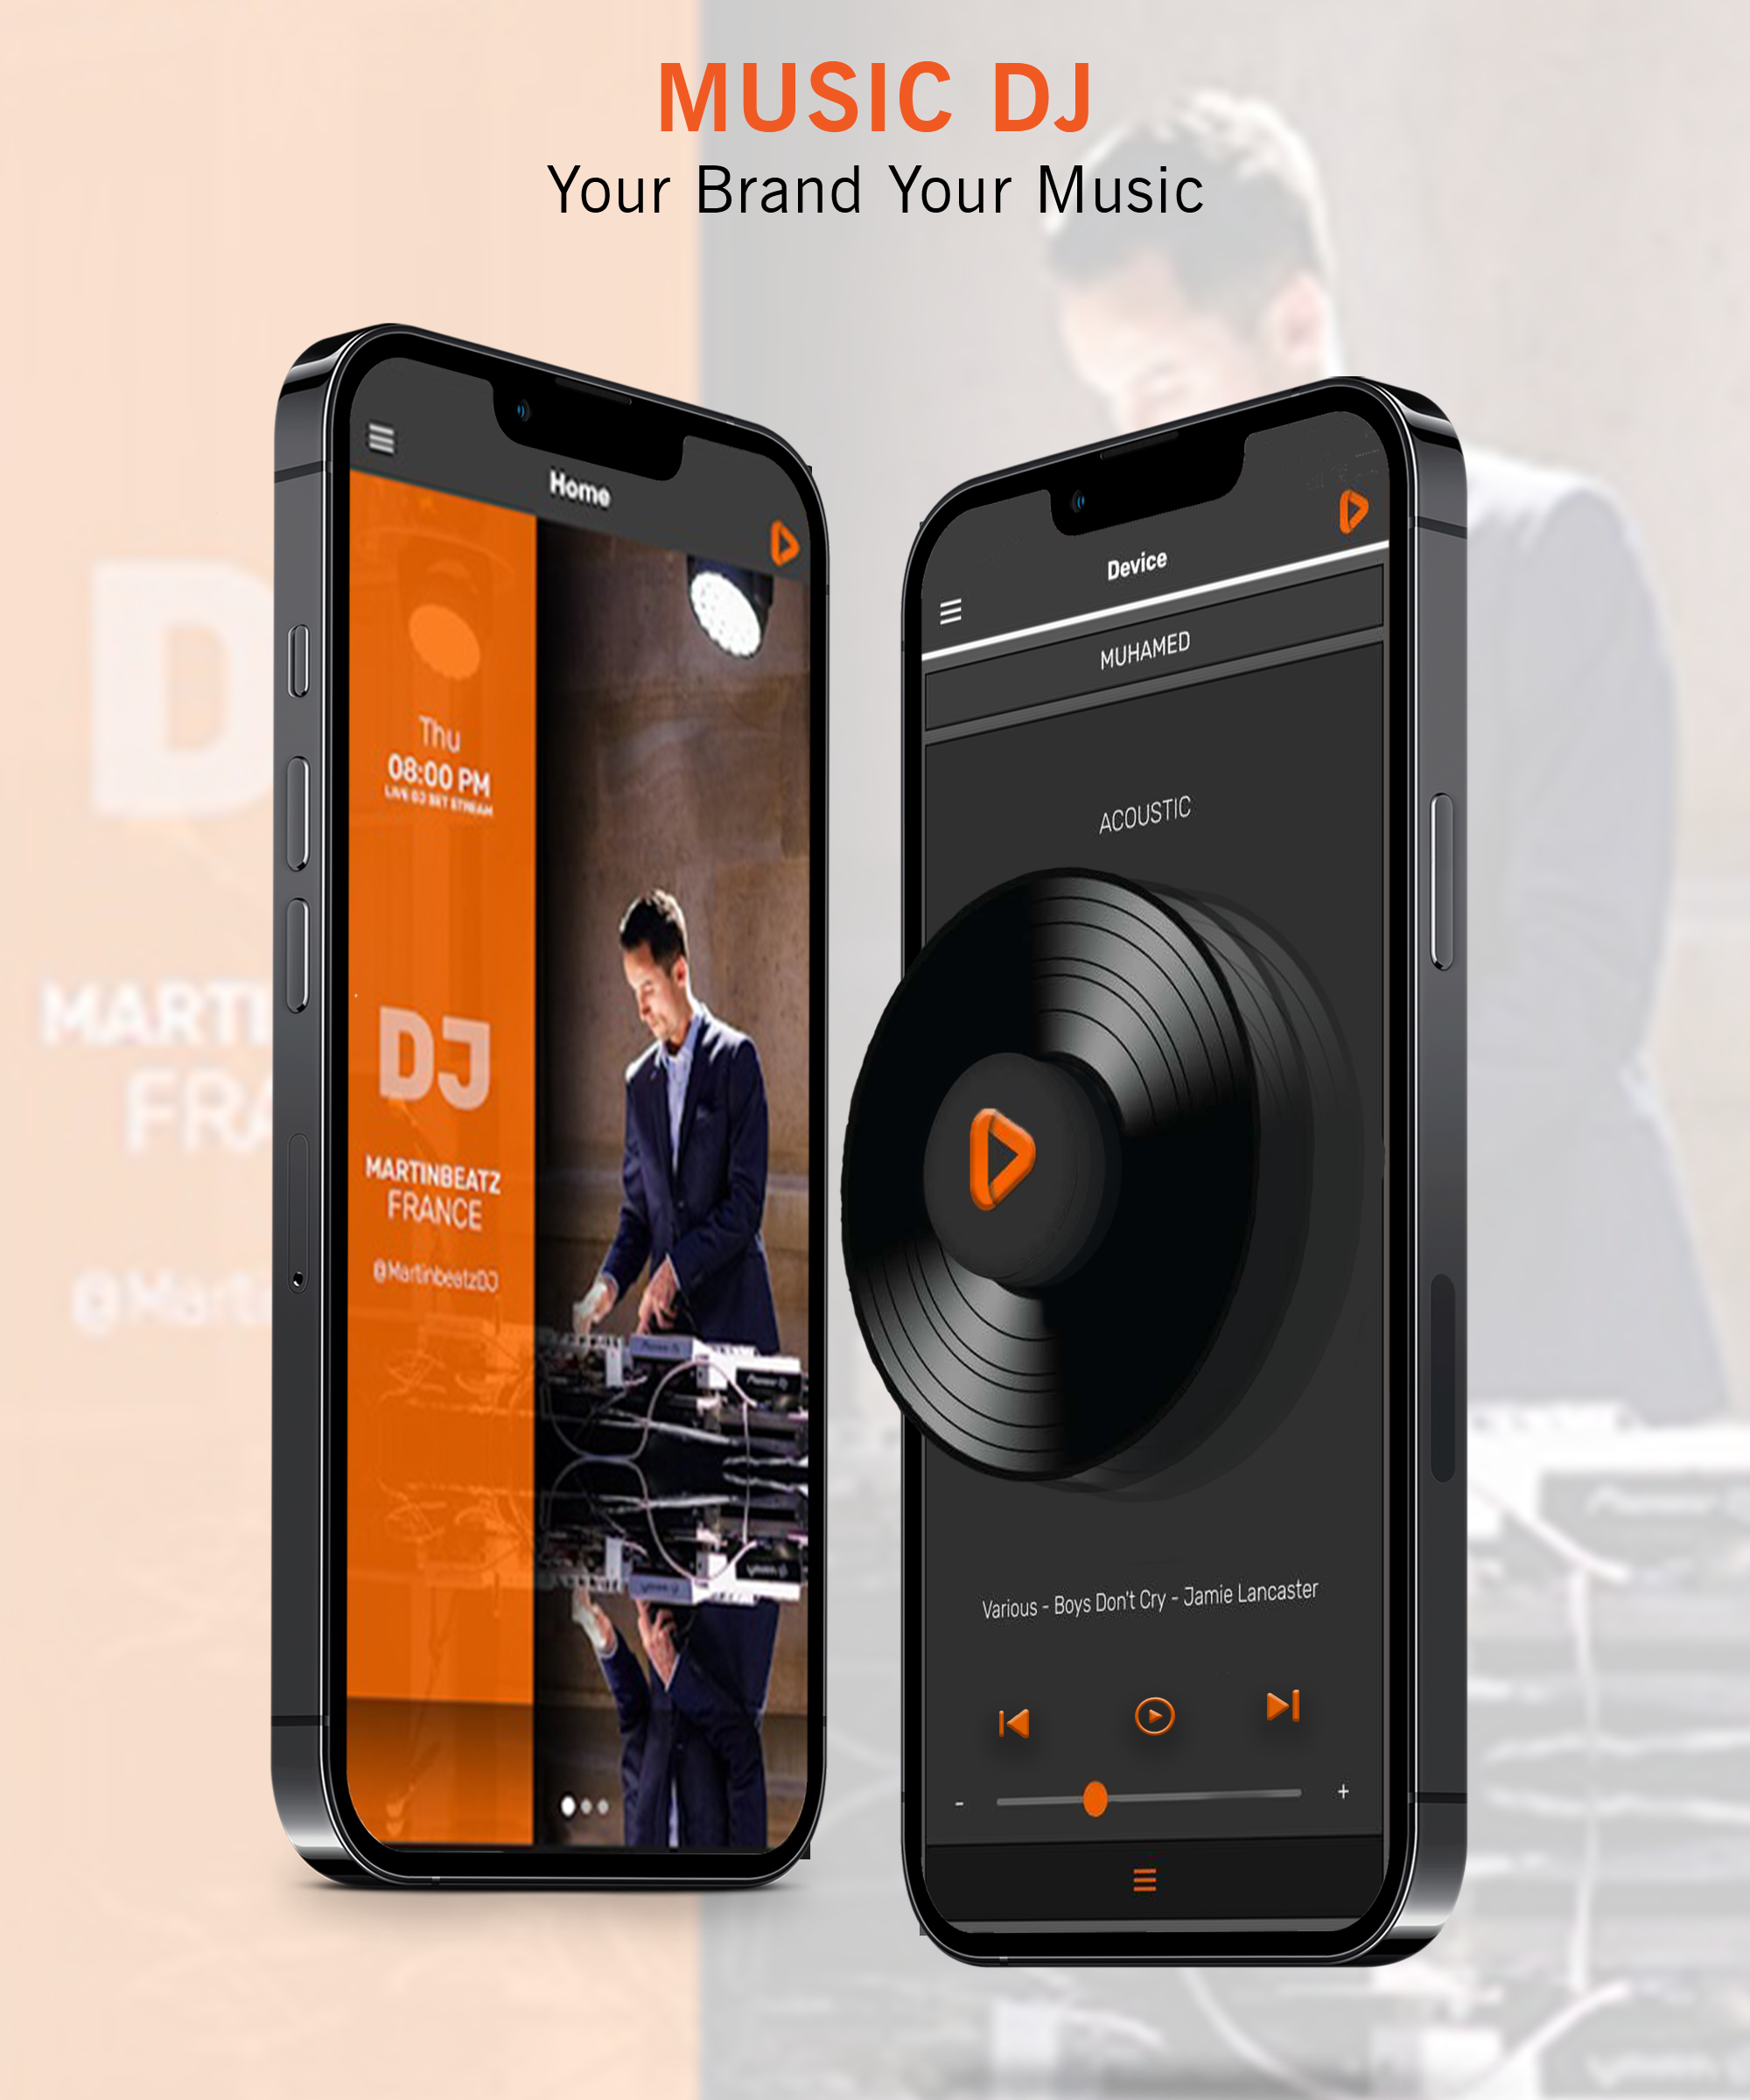 MUSIC DJ
Your Brand Your Music
Home
Thu
08:00 PM
LIVE DJ SET STREAM
DJ
MARTINBEATZ
FRANCE
@MartinbeatzDJ
Device
MUHAMED
ACOUSTIC
Various - Boys Don't Cry - Jamie Lancaster
-
+
D
MARTI
FRA
@Marti